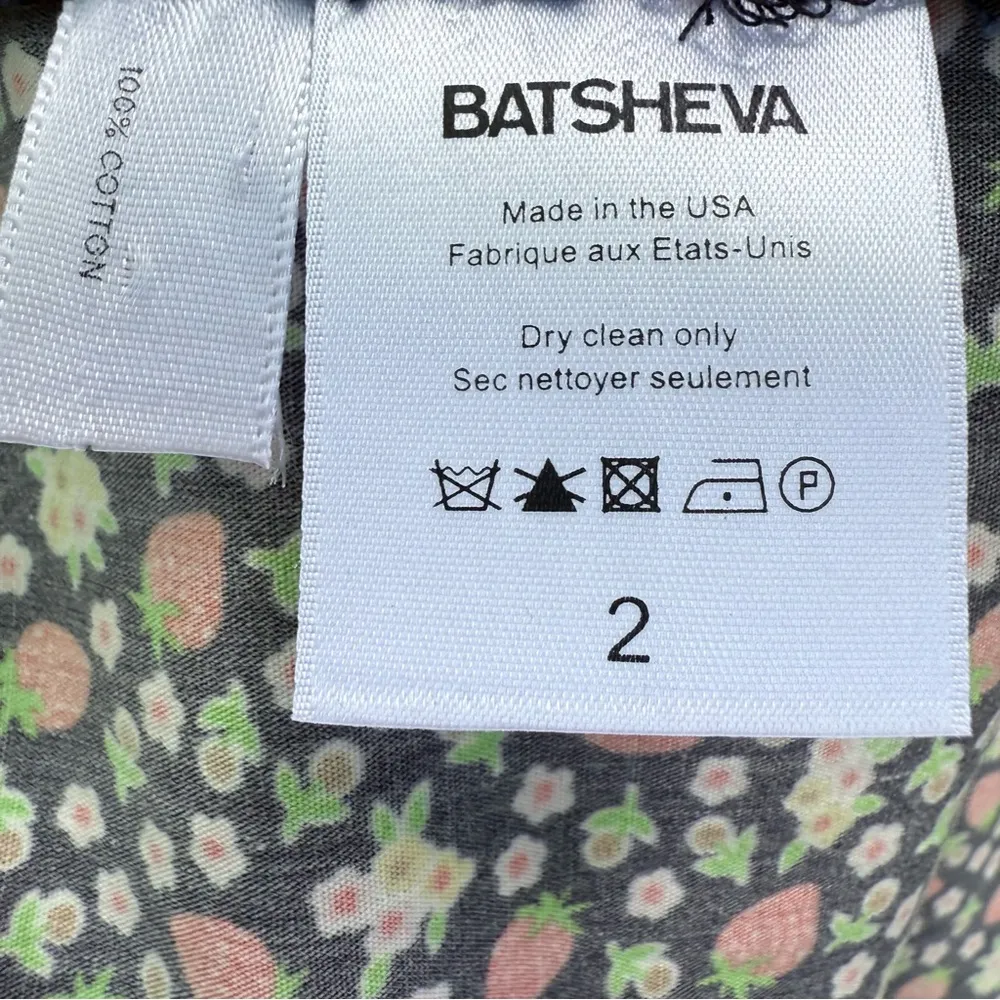 100% COTTON
BATSHEVA
Made in the USA
Fabrique aux Etats-Unis
Dry clean only
Sec nettoyer seulement
P
2